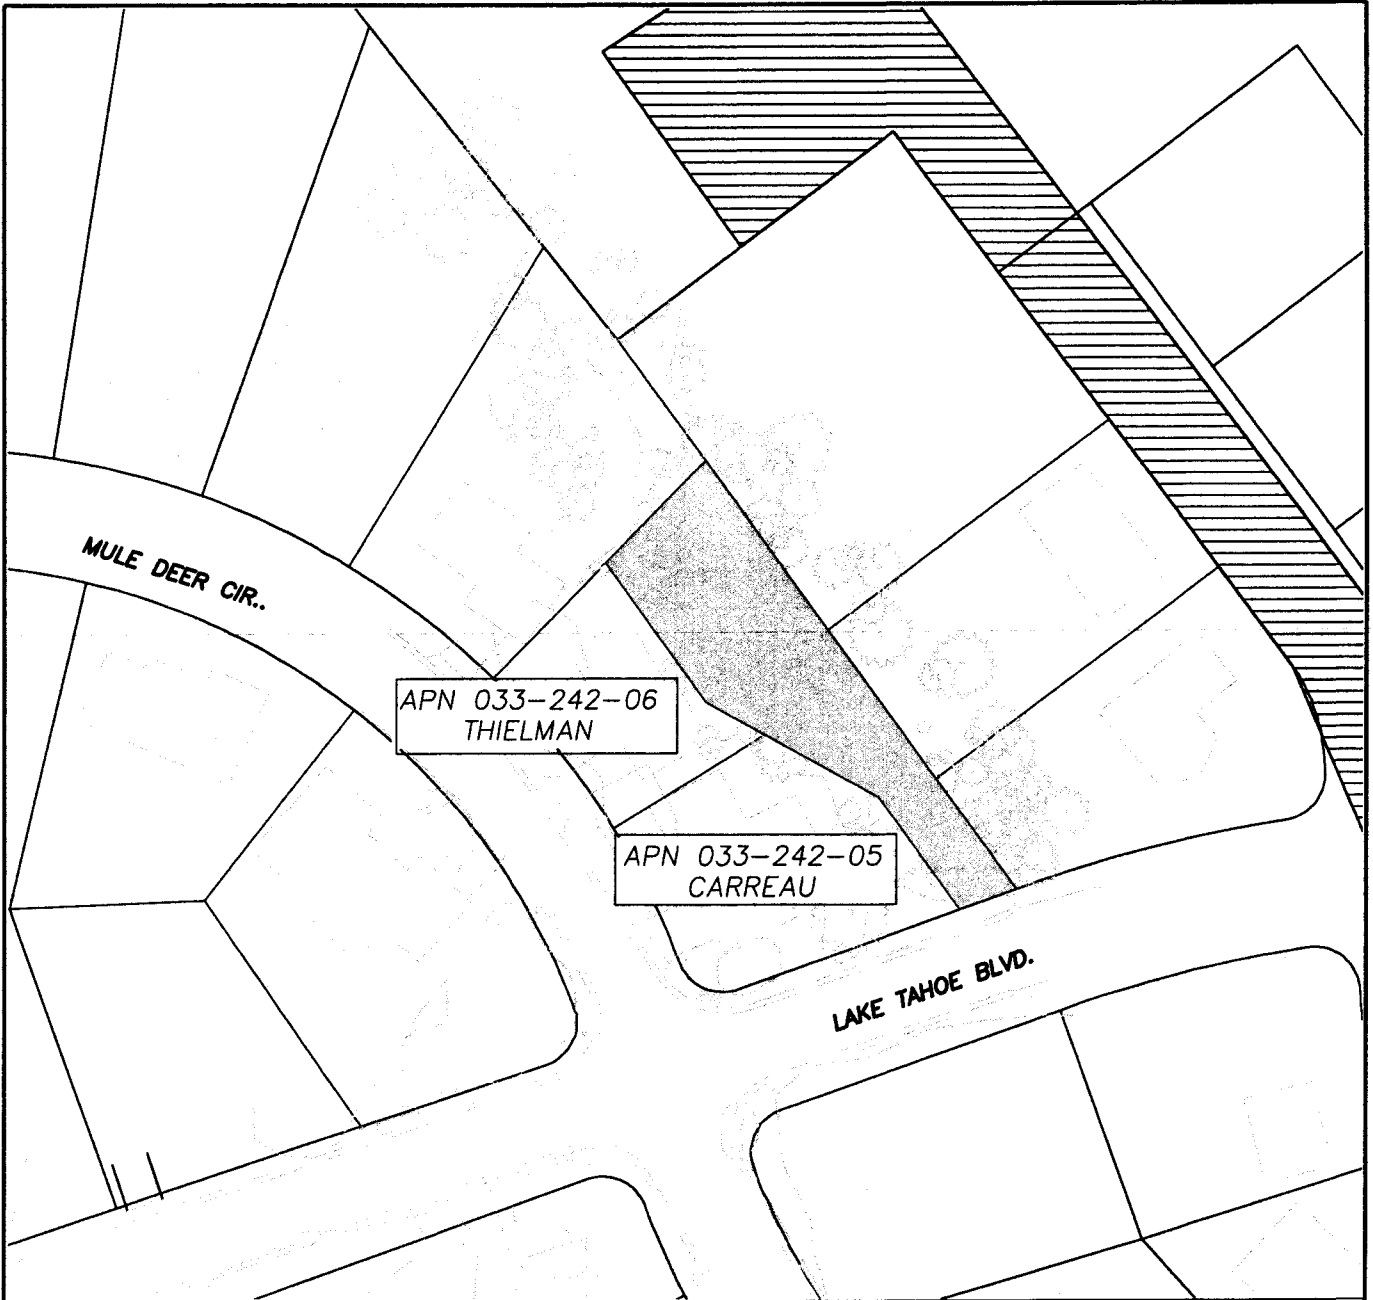 MULE DEER CIR..
APN 033-242-06
THIELMAN
APN 033-242-05
CARREAU
LAKE TAHOE BLVD.